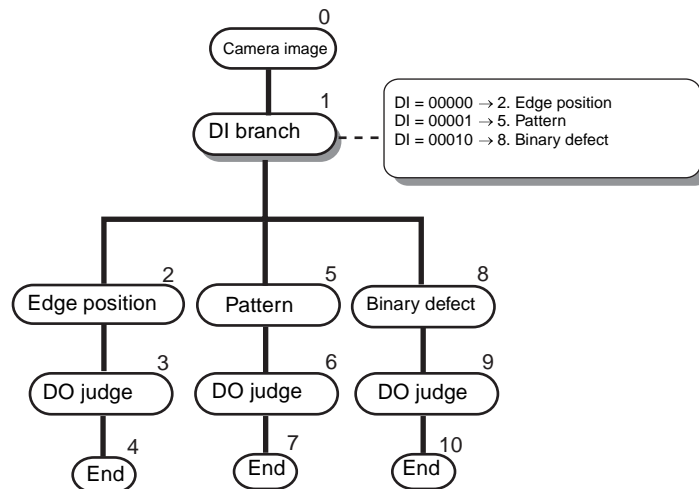 0
Camera image
1
DI branch
DI = 00000 → 2. Edge position
DI = 00001 → 5. Pattern
DI = 00010 → 8. Binary defect
2
Edge position
5
Pattern
8
Binary defect
3
DO judge
6
DO judge
9
DO judge
4
End
7
End
10
End